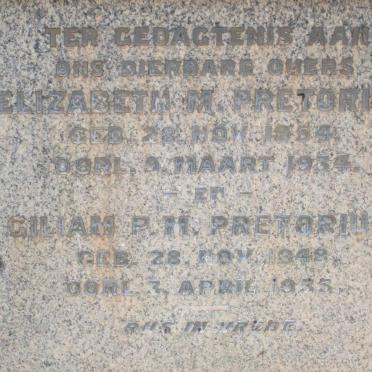 TER GEDAGTENIS AAN
ONS DIERBARE OUERS
ELIZABETH M. PRETORI
GEB. 28. NOV. 1854.
OORL. 9. MAART 1934.
– EN –
GILIAM P. M. PRETORIU
GEB. 28. NOV. 1848.
OORL. 3. APRIL 1935.
RUS IN VREDE.